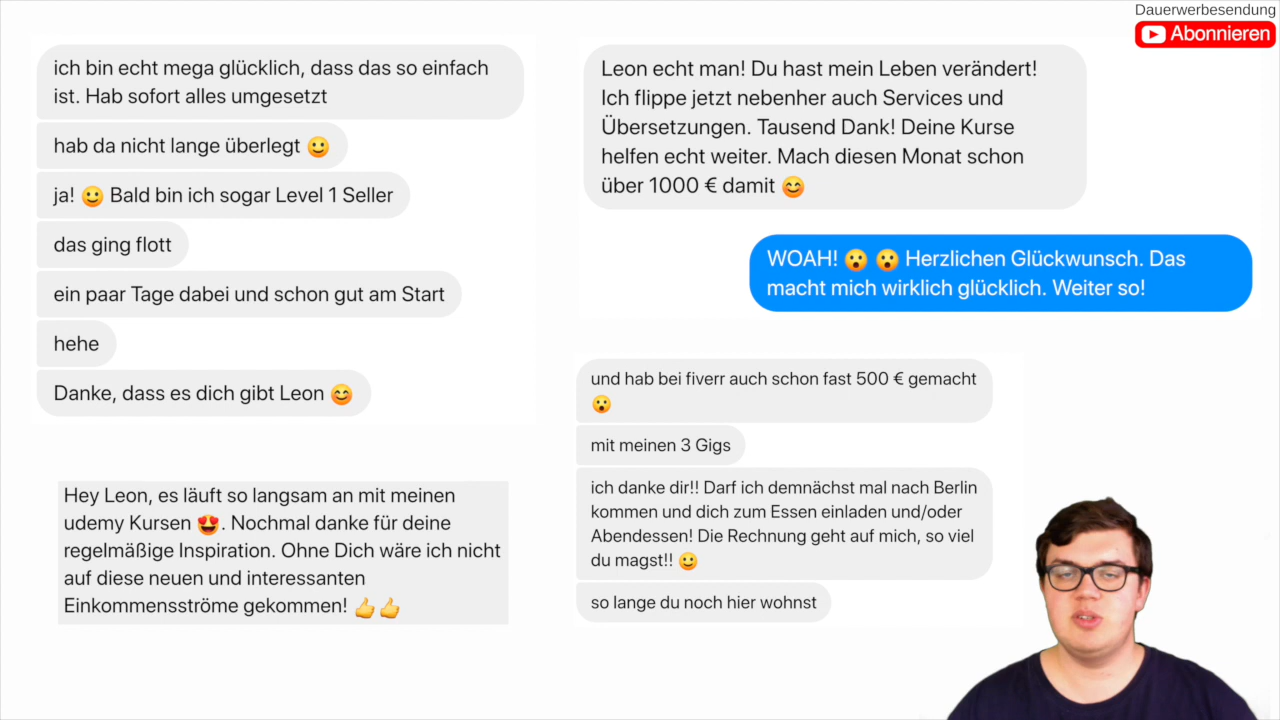 Dauerwerbesendung
Abonnieren
ich bin echt mega glücklich, dass das so einfach
ist. Hab sofort alles umgesetzt
hab da nicht lange überlegt 🙂
ja! 🙂 Bald bin ich sogar Level 1 Seller
das ging flott
ein paar Tage dabei und schon gut am Start
hehe
Danke, dass es dich gibt Leon 😊
Hey Leon, es läuft so langsam an mit meinen
udemy Kursen 😍. Nochmal danke für deine
regelmäßige Inspiration. Ohne Dich wäre ich nicht
auf diese neuen und interessanten
Einkommensströme gekommen! 👍👍
Leon echt man! Du hast mein Leben verändert!
Ich flippe jetzt nebenher auch Services und
Übersetzungen. Tausend Dank! Deine Kurse
helfen echt weiter. Mach diesen Monat schon
über 1000 € damit 😊
WOAH! 😮 😮 Herzlichen Glückwunsch. Das
macht mich wirklich glücklich. Weiter so!
und hab bei fiverr auch schon fast 500 € gemacht
😮
mit meinen 3 Gigs
ich danke dir!! Darf ich demnächst mal nach Berlin
kommen und dich zum Essen einladen und/oder
Abendessen! Die Rechnung geht auf mich, so viel
du magst!! 🙂
so lange du noch hier wohnst